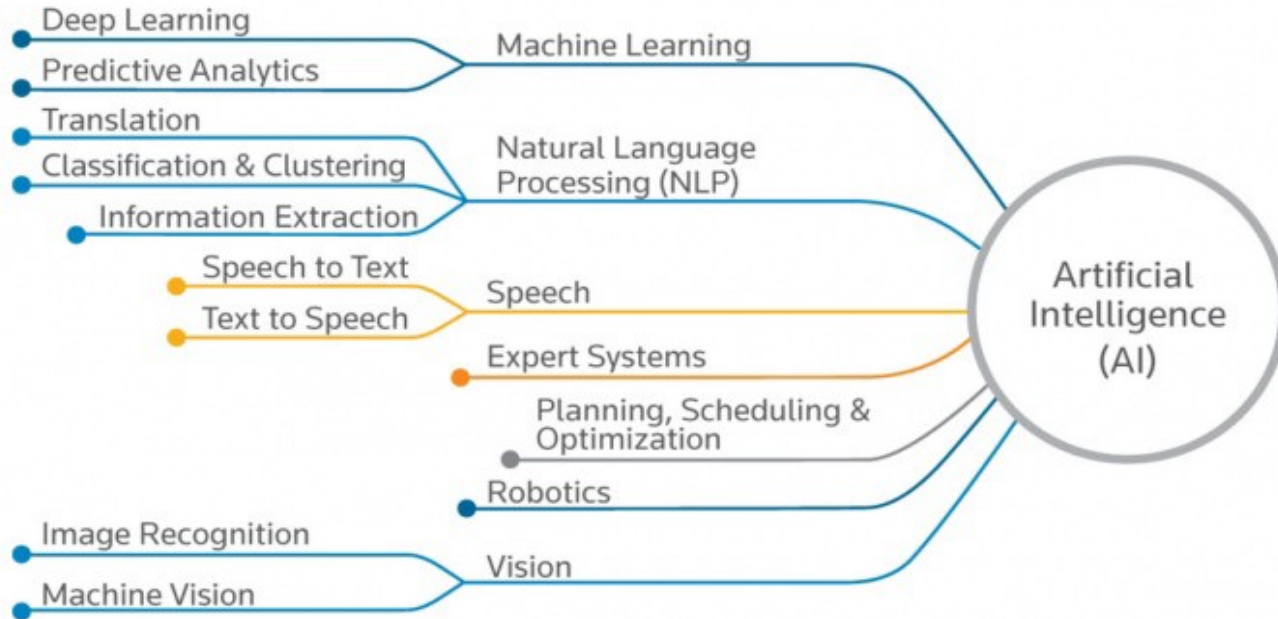 Deep Learning
Machine Learning
Predictive Analytics
Translation
Natural Language
Processing (NLP)
Classification & Clustering
Information Extraction
Speech to Text
Speech
Text to Speech
Expert Systems
Planning, Scheduling &
Optimization
Robotics
Image Recognition
Vision
Machine Vision
Artificial
Intelligence
(AI)